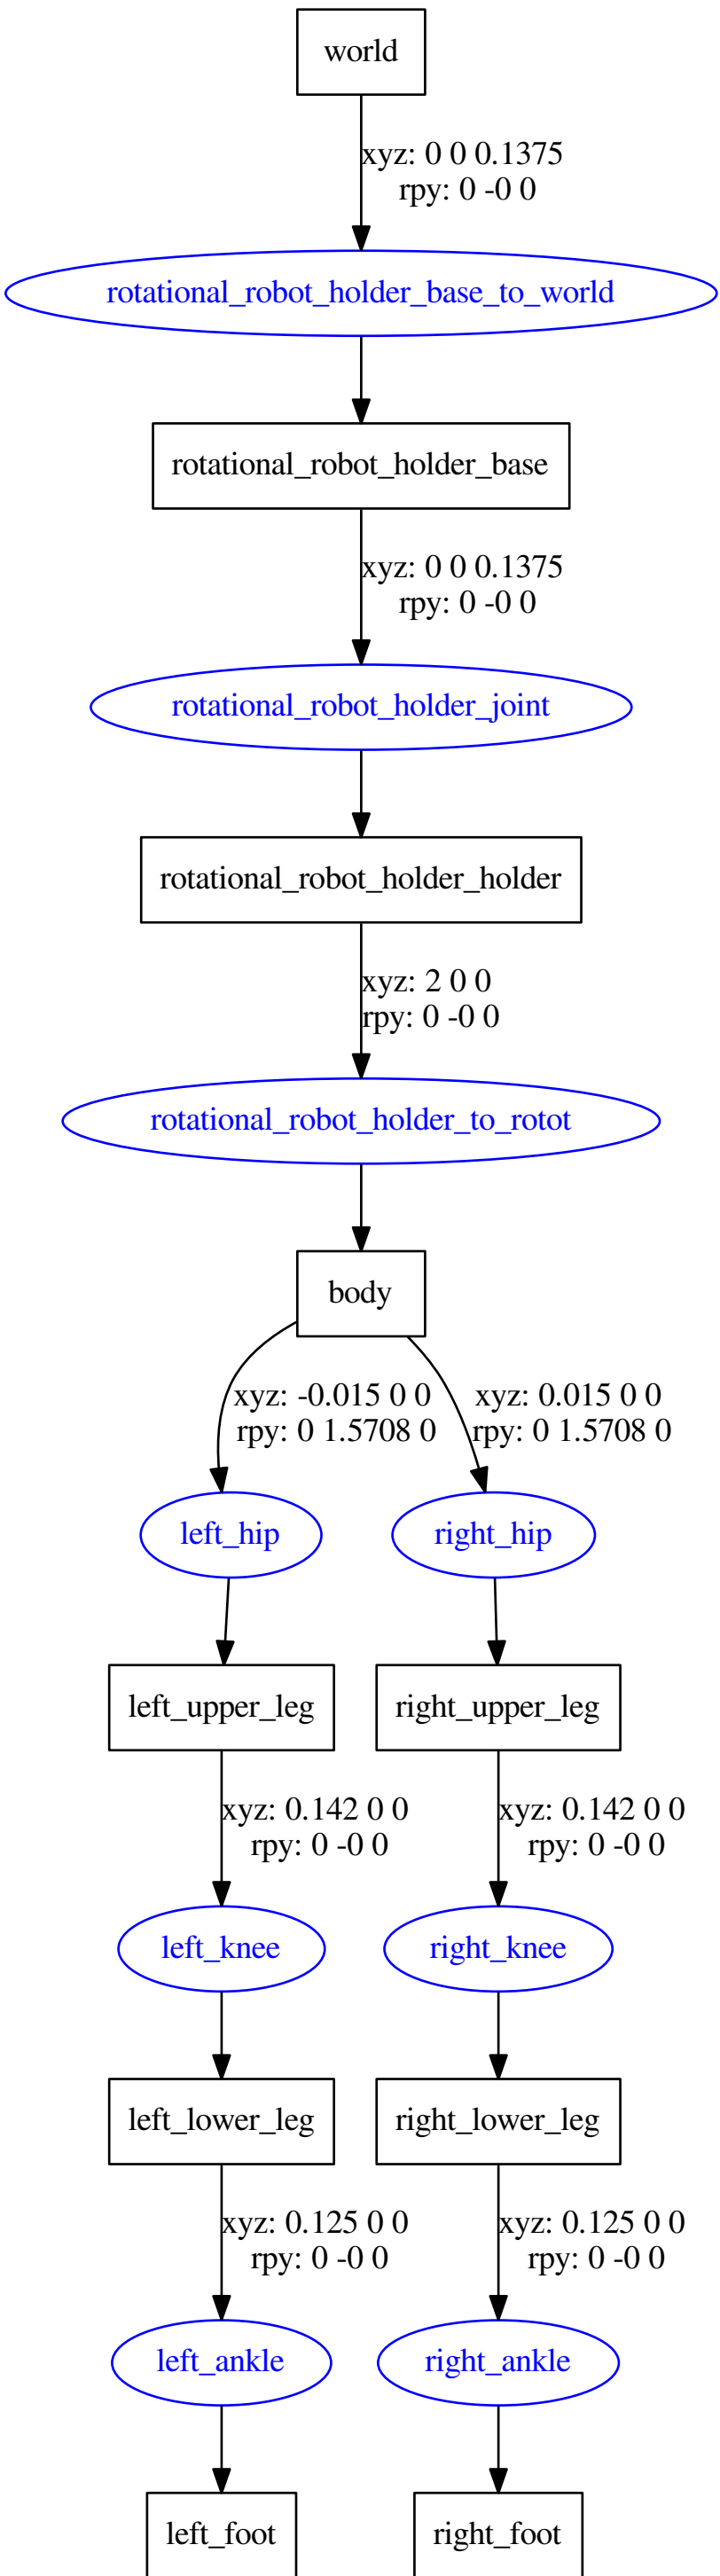 world
xyz: 0 0 0.1375
rpy: 0 -0 0
rotational_robot_holder_base_to_world
rotational_robot_holder_base
xyz: 0 0 0.1375
rpy: 0 -0 0
rotational_robot_holder_joint
rotational_robot_holder_holder
xyz: 2 0 0
rpy: 0 -0 0
rotational_robot_holder_to_rotot
body
xyz: -0.015 0 0
rpy: 0 1.5708 0
xyz: 0.015 0 0
rpy: 0 1.5708 0
left_hip
right_hip
left_upper_leg
right_upper_leg
xyz: 0.142 0 0
rpy: 0 -0 0
xyz: 0.142 0 0
rpy: 0 -0 0
left_knee
right_knee
left_lower_leg
right_lower_leg
xyz: 0.125 0 0
rpy: 0 -0 0
xyz: 0.125 0 0
rpy: 0 -0 0
left_ankle
right_ankle
left_foot
right_foot